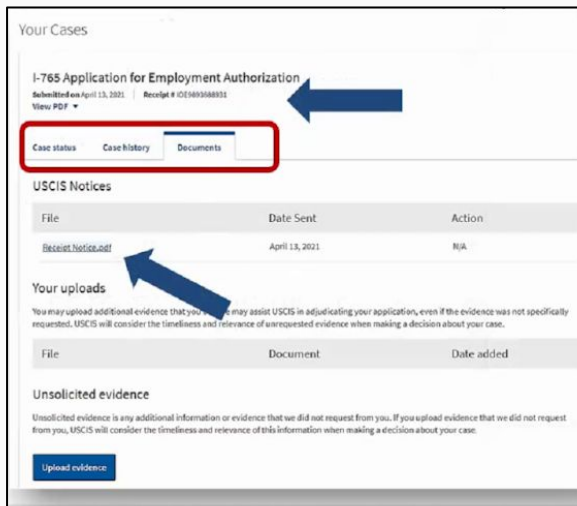 Your Cases
I-765 Application for Employment Authorization
Submitted on April 13, 2021 Receipt #
View PDF
Case status Case history Documents
USCIS Notices
File Date Sent Action
Receipt Notice.pdf April 13, 2021 N/A
Your uploads
You may upload additional evidence that you may assist USCIS in adjudicating your application, even if the evidence was not specifically
requested. USCIS will consider the timeliness and relevance of unrequested evidence when making a decision about your case.
File Document Date added
Unsolicited evidence
Unsolicited evidence is any additional information or evidence that we did not request from you. If you upload evidence that we did not request
from you, USCIS will consider the timeliness and relevance of this information when making a decision about your case.
Upload evidence